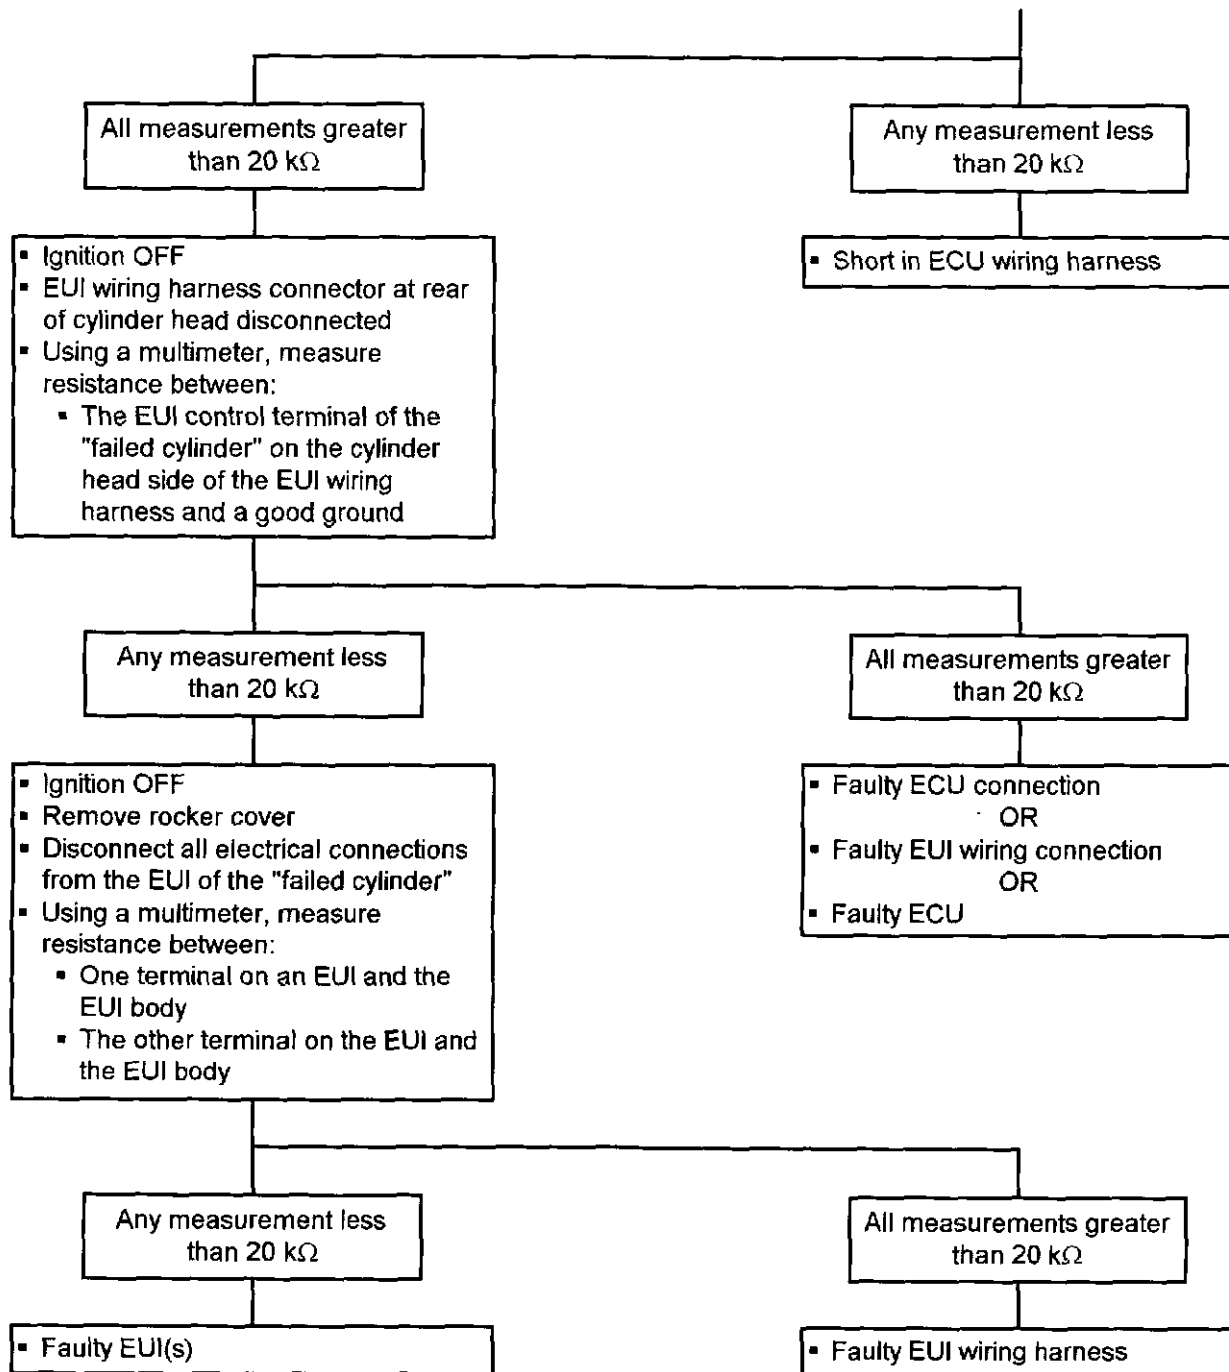 All measurements greater
than 20 kΩ
Any measurement less
than 20 kΩ
▪ Ignition OFF
▪ EUI wiring harness connector at rear
of cylinder head disconnected
▪ Using a multimeter, measure
resistance between:
▪ The EUI control terminal of the
"failed cylinder" on the cylinder
head side of the EUI wiring
harness and a good ground
▪ Short in ECU wiring harness
Any measurement less
than 20 kΩ
All measurements greater
than 20 kΩ
▪ Ignition OFF
▪ Remove rocker cover
▪ Disconnect all electrical connections
from the EUI of the "failed cylinder"
▪ Using a multimeter, measure
resistance between:
▪ One terminal on an EUI and the
EUI body
▪ The other terminal on the EUI and
the EUI body
▪ Faulty ECU connection
OR
▪ Faulty EUI wiring connection
OR
▪ Faulty ECU
Any measurement less
than 20 kΩ
All measurements greater
than 20 kΩ
▪ Faulty EUI(s)
▪ Faulty EUI wiring harness